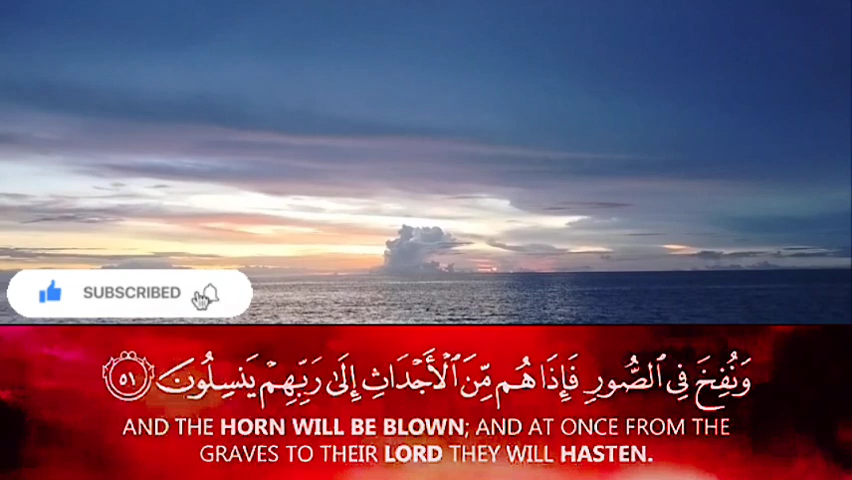 SUBSCRIBED
وَنُفِخَ فِي ٱلصُّورِ فَإِذَا هُم مِّنَ ٱلْأَجْدَاثِ إِلَىٰ رَبِّهِمْ يَنسِلُونَ ٥١
AND THE HORN WILL BE BLOWN; AND AT ONCE FROM THE
GRAVES TO THEIR LORD THEY WILL HASTEN.